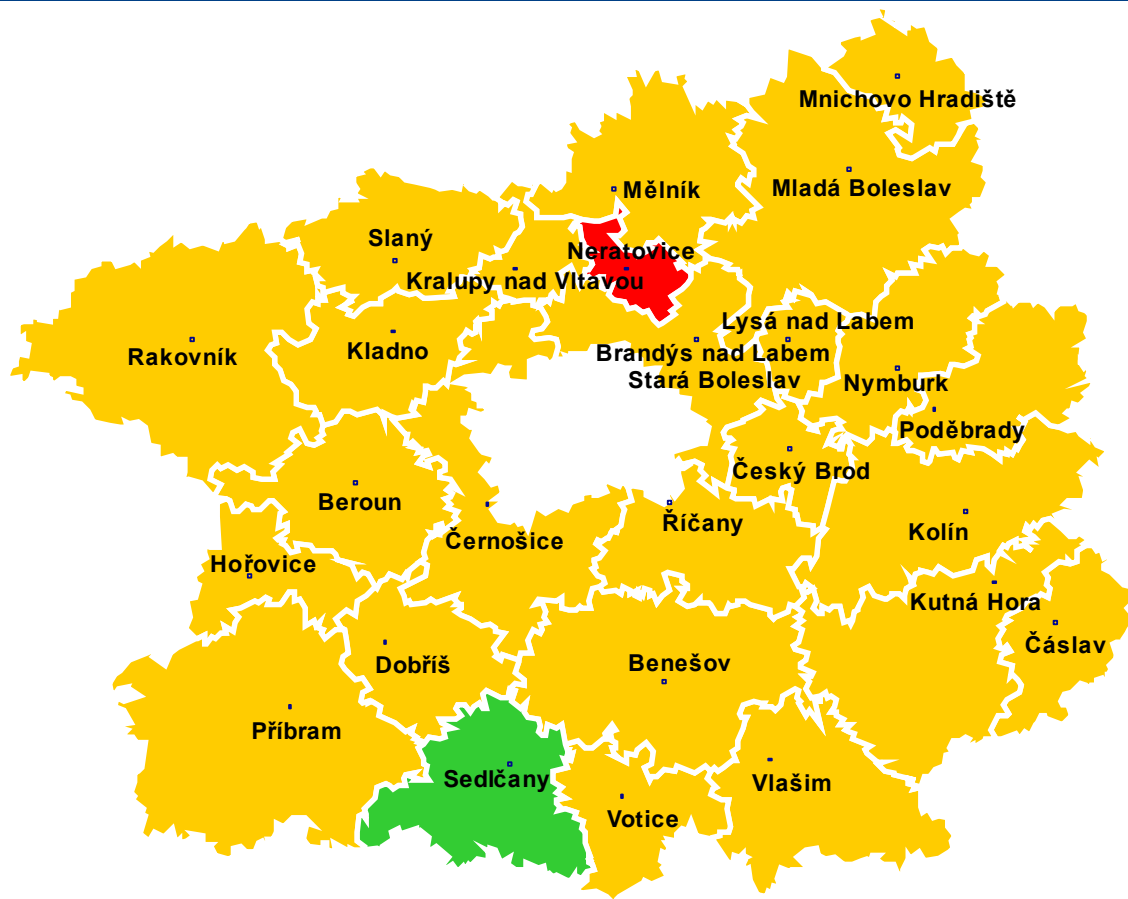 Mnichovo Hradiště
Mělník
Mladá Boleslav
Slaný
Neratovice
Kralupy nad Vltavou
Lysá nad Labem
Rakovník
Kladno
Brandýs nad Labem
Stará Boleslav
Nymburk
Poděbrady
Český Brod
Beroun
Říčany
Kolín
Černošice
Hořovice
Kutná Hora
Čáslav
Dobříš
Benešov
Příbram
Sedlčany
Vlašim
Votice